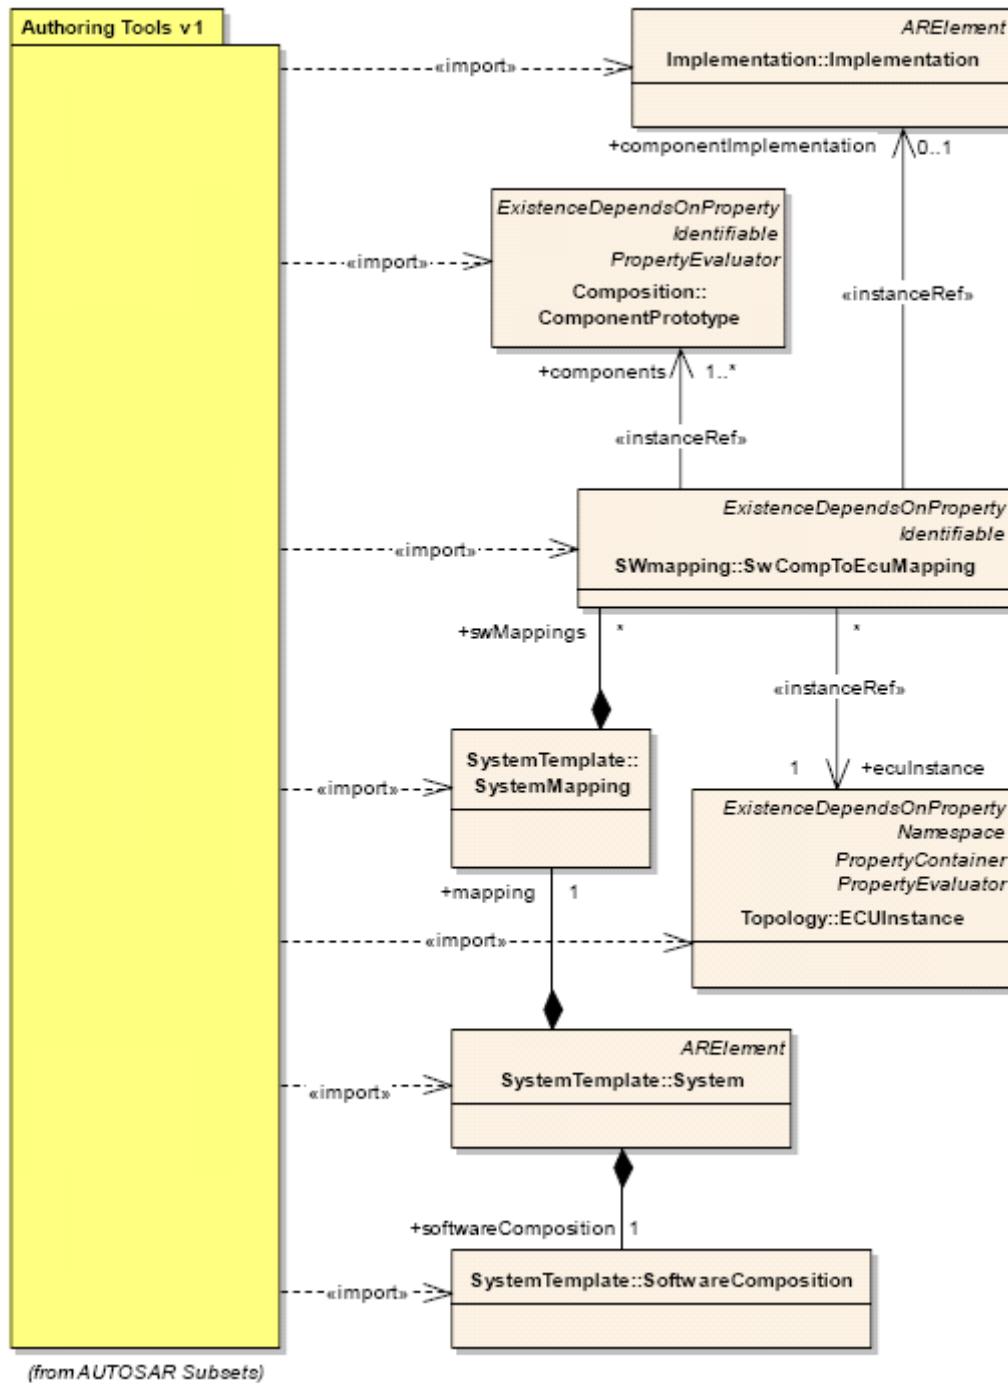 Authoring Tools v1
ARElement
Implementation::Implementation
«import»
+componentImplementation
0..1
ExistenceDependsOnProperty
Identifiable
PropertyEvaluator
Composition::
ComponentPrototype
«import»
«instanceRef»
+components
1..*
«instanceRef»
ExistenceDependsOnProperty
Identifiable
SWmapping::SwCompToEcuMapping
«import»
+swMappings
*
*
«instanceRef»
SystemTemplate::
SystemMapping
«import»
1
+ecuInstance
ExistenceDependsOnProperty
Namespace
PropertyContainer
PropertyEvaluator
Topology::ECUInstance
+mapping
1
«import»
ARElement
SystemTemplate::System
«import»
+softwareComposition
1
SystemTemplate::SoftwareComposition
«import»
(from AUTOSAR Subsets)